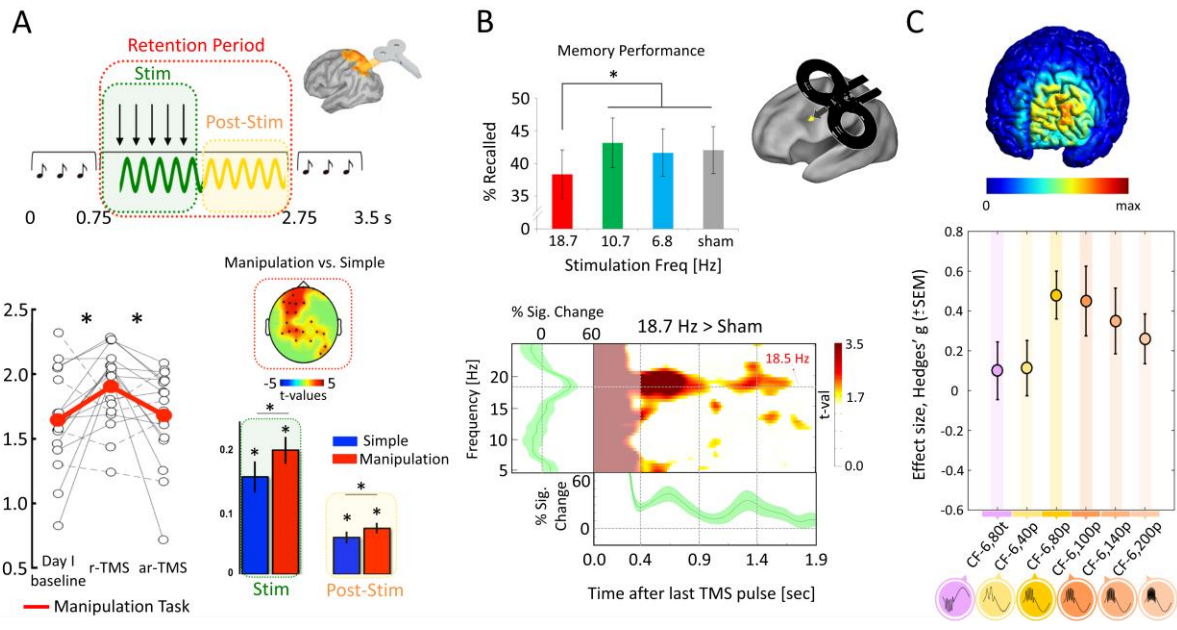 A
Retention Period
Stim
Post-Stim
0
0.75
2.75
3.5 s
Manipulation vs. Simple
-5
5
t-values
2.5
2.0
1.5
1.0
0.5
*
*
Day I
baseline
r-TMS
ar-TMS
Manipulation Task
0.2
0.1
0
*
*
*
Stim
Simple
Manipulation
*
*
*
Post-Stim
B
Memory Performance
*
50
45
40
35
0
% Recalled
18.7
10.7
6.8
sham
Stimulation Freq [Hz]
% Sig. Change
0
60
18.7 Hz > Sham
18.5 Hz
Frequency [Hz]
20
15
10
5
3.5
1.7
0.0
t-val
% Sig.
Change
60
0
0.0
0.4
0.9
1.4
1.9
Time after last TMS pulse [sec]
C
0
max
Effect size, Hedges' g (±SEM)
0.8
0.6
0.4
0.2
0
-0.2
-0.4
-0.6
CF-6,80t
CF-6,40p
CF-6,80p
CF-6,100p
CF-6,140p
CF-6,200p